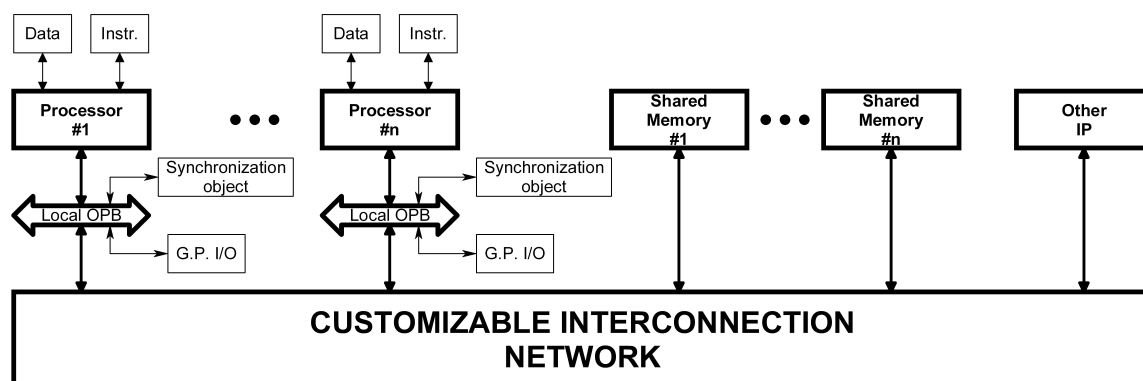 Data
Instr.
Data
Instr.
Processor
#1
Processor
#n
Shared
Memory
#1
Shared
Memory
#n
Other
IP
Synchronization
object
Synchronization
object
Local OPB
Local OPB
G.P. I/O
G.P. I/O
CUSTOMIZABLE INTERCONNECTION
NETWORK